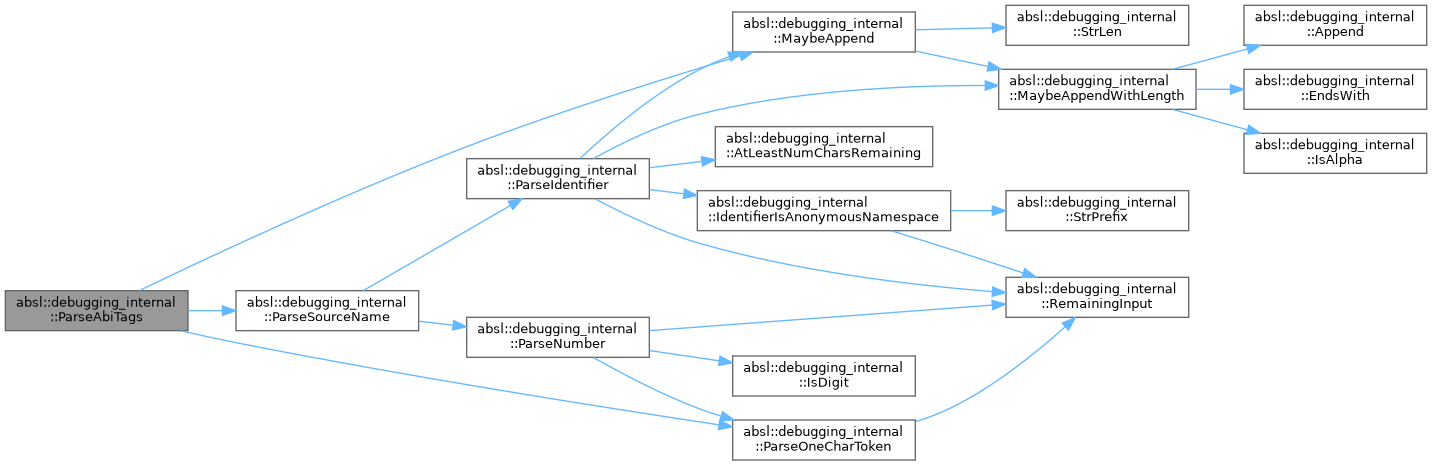 absl::debugging_internal
::ParseAbiTags
absl::debugging_internal
::ParseSourceName
absl::debugging_internal
::ParseIdentifier
absl::debugging_internal
::ParseNumber
absl::debugging_internal
::MaybeAppend
absl::debugging_internal
::AtLeastNumCharsRemaining
absl::debugging_internal
::IdentifierIsAnonymousNamespace
absl::debugging_internal
::IsDigit
absl::debugging_internal
::ParseOneCharToken
absl::debugging_internal
::StrLen
absl::debugging_internal
::MaybeAppendWithLength
absl::debugging_internal
::StrPrefix
absl::debugging_internal
::RemainingInput
absl::debugging_internal
::Append
absl::debugging_internal
::EndsWith
absl::debugging_internal
::IsAlpha